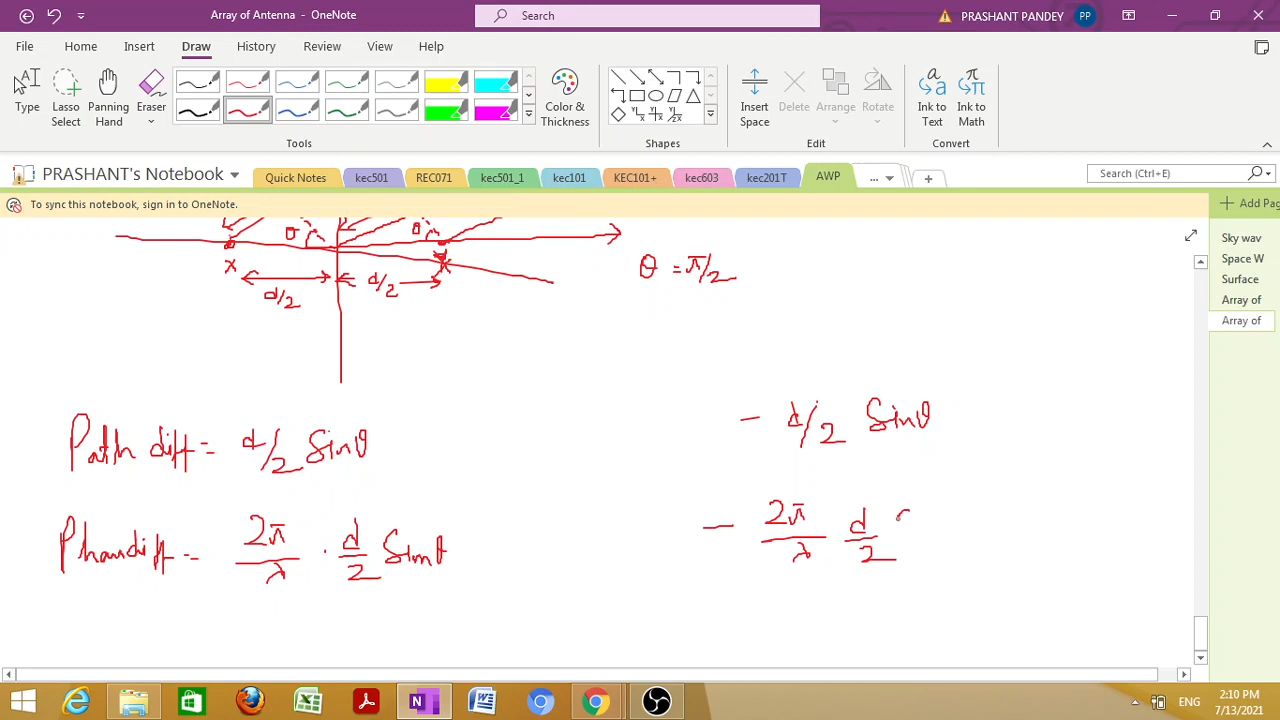 Array of Antenna - OneNote
Search
PRASHANT PANDEY
PP
File Home Insert Draw History Review View Help
Type
Lasso Select
Panning Hand
Eraser
Color & Thickness
Insert Space
Delete
Arrange
Rotate
Ink to Text
Ink to Math
Tools
Shapes
Edit
Convert
PRASHANT's Notebook
Quick Notes
kec501
REC071
kec501_1
kec101
KEC101+
kec603
kec201T
AWP
...
Search (Ctrl+E)
To sync this notebook, sign in to OneNote.
Add Pag
Sky wav
Space W
Surface
Array of
Array of
θ θ
x x
d/2 d/2
θ = π/2
Path diff = d/2 Sinθ
- d/2 Sinθ
Phase diff = 2π/λ · d/2 Sinθ
- 2π/λ d/2
ENG
2:10 PM
7/13/2021